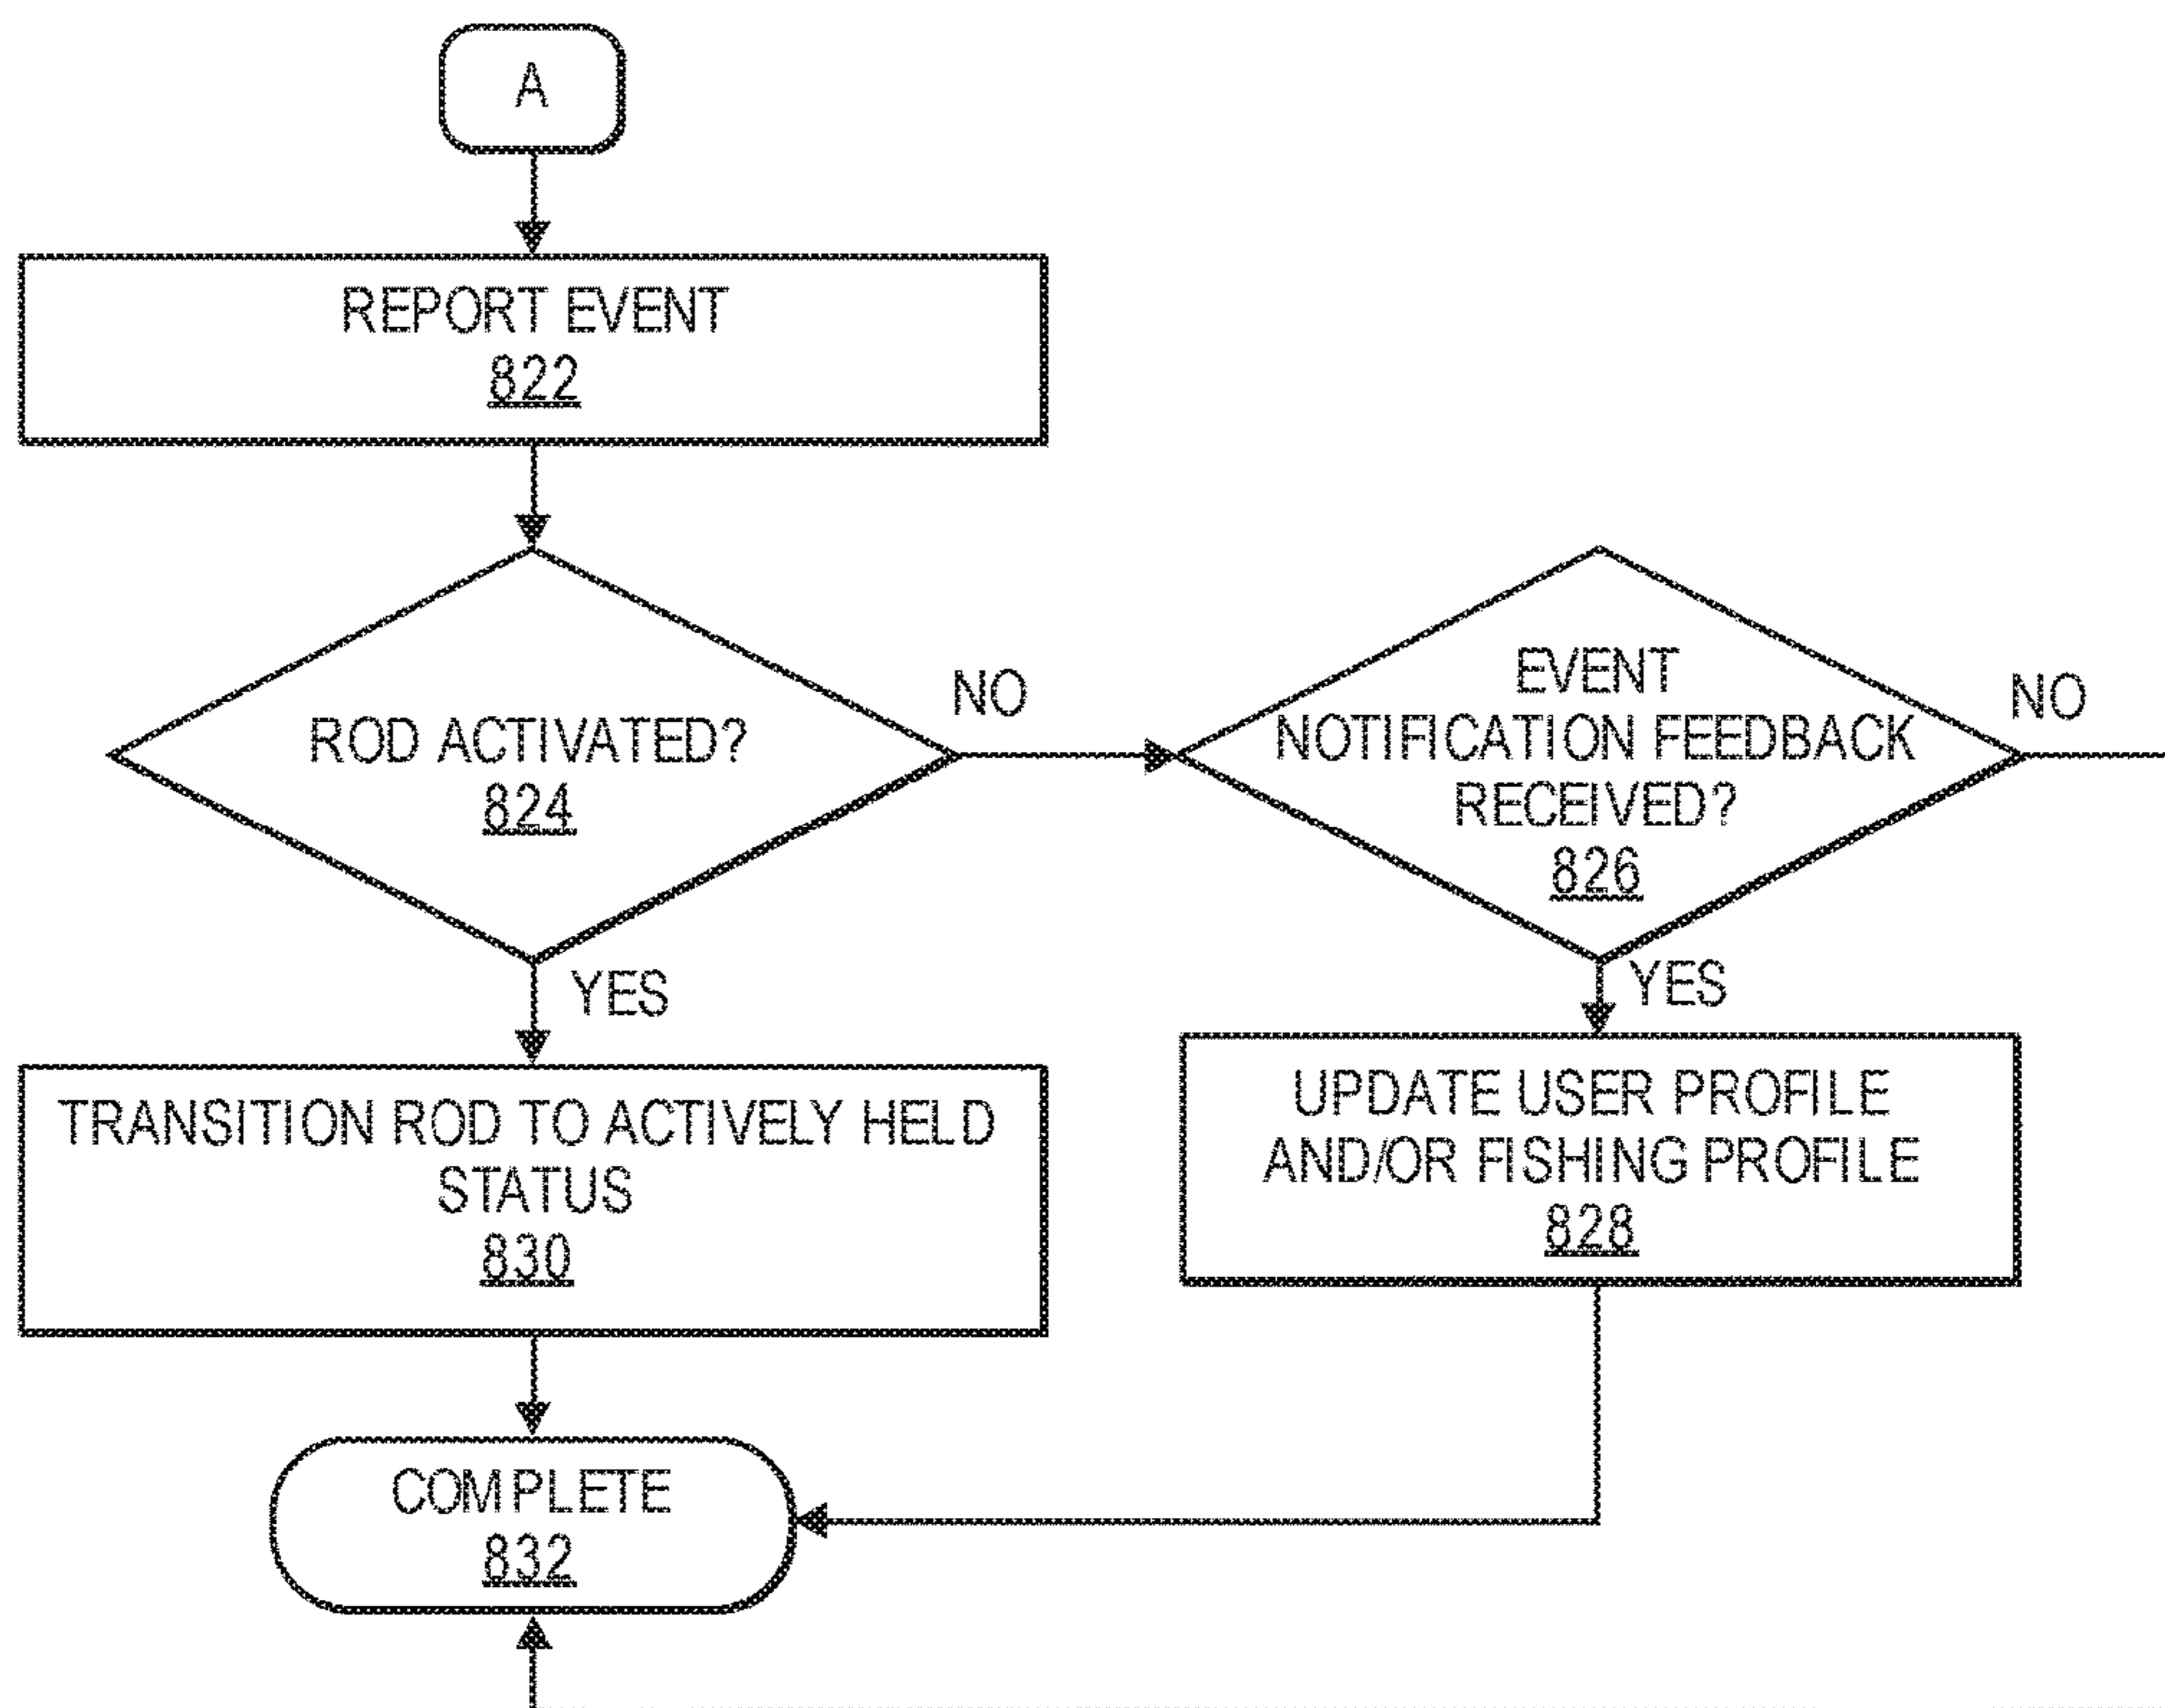 A
REPORT EVENT
822
ROD ACTIVATED?
824
NO
EVENT
NOTIFICATION FEEDBACK
RECEIVED?
826
NO
YES
YES
TRANSITION ROD TO ACTIVELY HELD
STATUS
830
UPDATE USER PROFILE
AND/OR FISHING PROFILE
828
COMPLETE
832